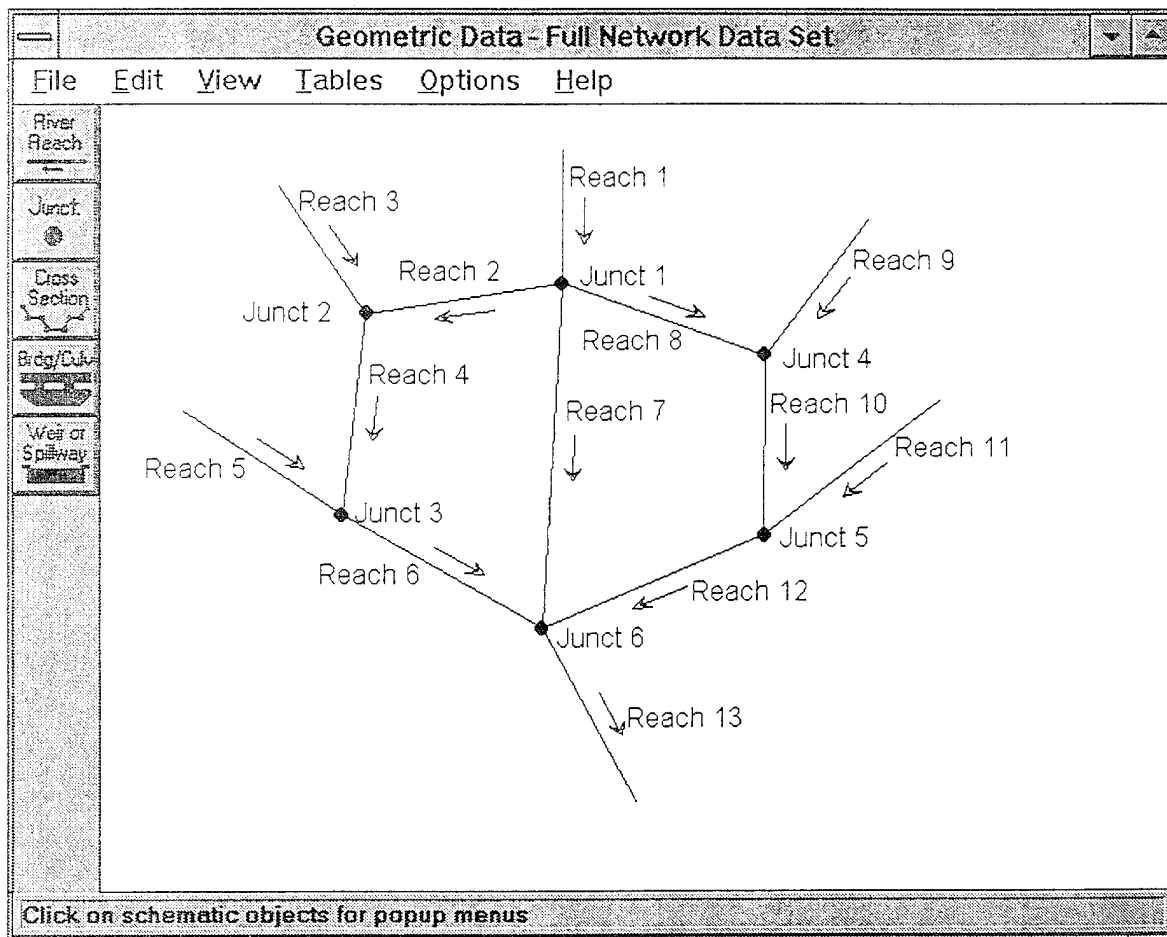 Geometric Data - Full Network Data Set
File Edit View Tables Options Help
River
Reach
Junct.
Cross
Section
Brdg/Culv
Weir or
Spillway
Reach 1
Reach 3
Reach 9
Reach 2
Junct 1
Junct 2
Reach 8
Junct 4
Reach 4
Reach 10
Reach 7
Reach 11
Reach 5
Junct 3
Junct 5
Reach 6
Reach 12
Junct 6
Reach 13
Click on schematic objects for popup menus